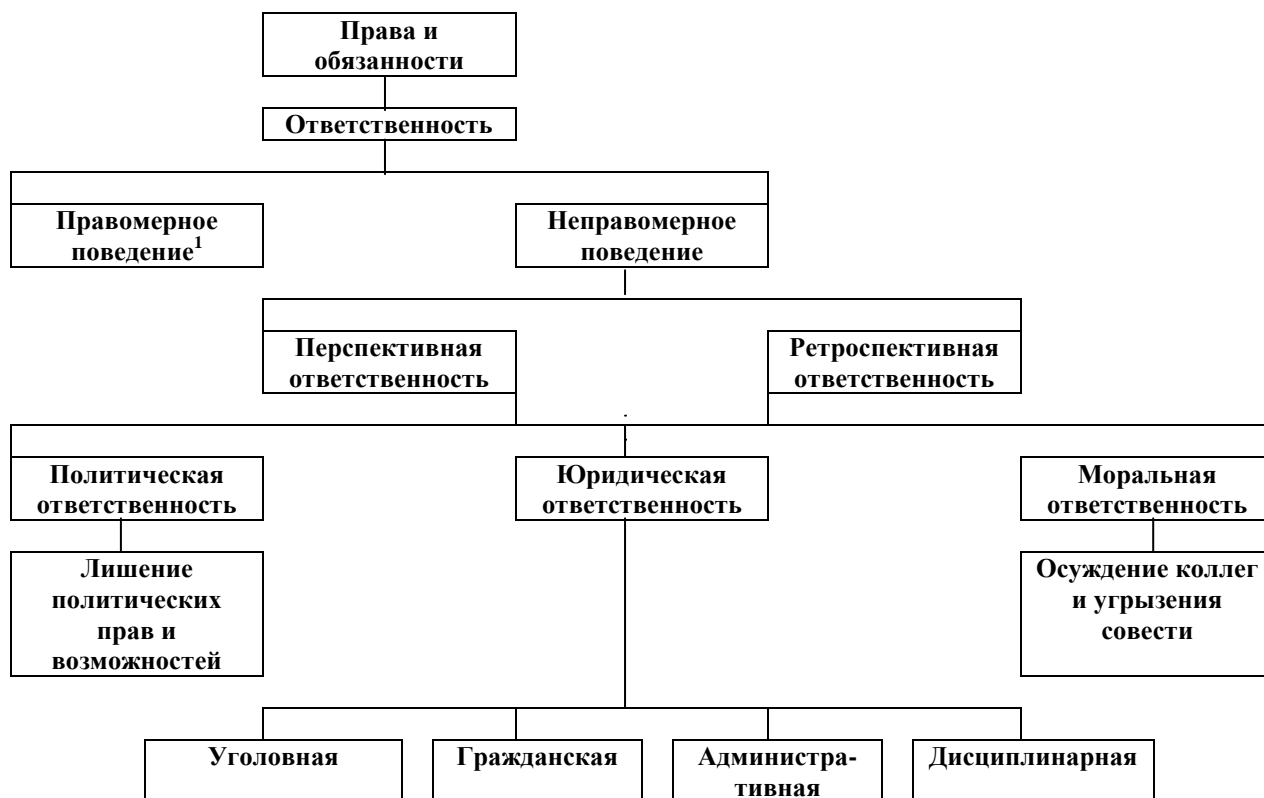 Права и
обязанности
Ответственность
Правомерное
поведение¹
Неправомерное
поведение
Перспективная
ответственность
Ретроспективная
ответственность
Политическая
ответственность
Юридическая
ответственность
Моральная
ответственность
Лишение
политических
прав и
возможностей
Осуждение коллег
и угрызения
совести
Уголовная
Гражданская
Администра-
тивная
Дисциплинарная